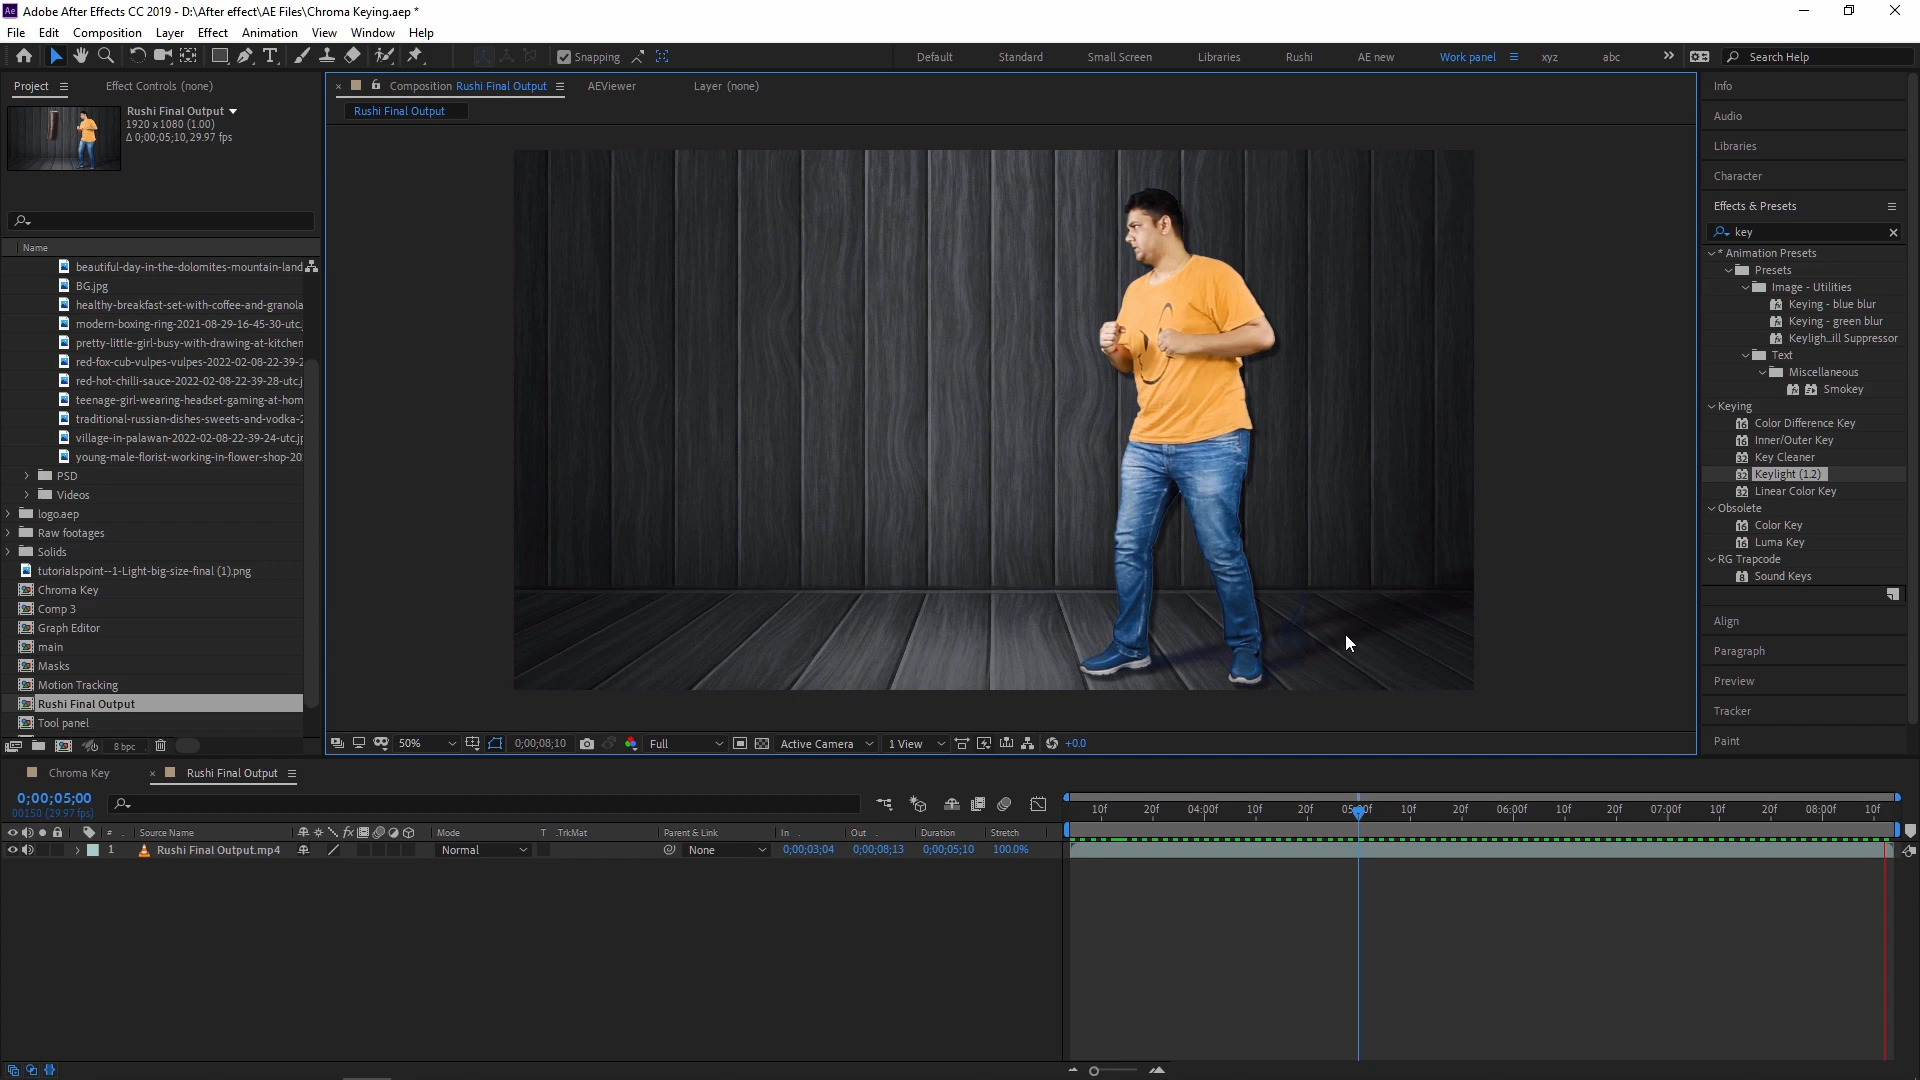 Ae Adobe After Effects CC 2019 - D:\After effect\AE Files\Chroma Keying.aep *
File Edit Composition Layer Effect Animation View Window Help
Snapping Default Standard Small Screen Libraries Rushi AE new Work panel xyz abc Search Help
Project Effect Controls (none)
Composition Rushi Final Output AEViewer Layer (none)
Rushi Final Output
Rushi Final Output
1920 x 1080 (1.00)
Δ 0;00;05;10, 29.97 fps
Name
beautiful-day-in-the-dolomites-mountain-land
BG.jpg
healthy-breakfast-set-with-coffee-and-granola
modern-boxing-ring-2021-08-29-16-45-30-utc.
pretty-little-girl-busy-with-drawing-at-kitchen
red-fox-cub-vulpes-vulpes-2022-02-08-22-39-2
red-hot-chilli-sauce-2022-02-08-22-39-28-utc.j
teenage-girl-wearing-headset-gaming-at-hom
traditional-russian-dishes-sweets-and-vodka-2
village-in-palawan-2022-02-08-22-39-24-utc.jp
young-male-florist-working-in-flower-shop-20
PSD
Videos
logo.aep
Raw footages
Solids
tutorialspoint--1-Light-big-size-final (1).png
Chroma Key
Comp 3
Graph Editor
main
Masks
Motion Tracking
Rushi Final Output
Tool panel
8 bpc
50% 0;00;08;10 Full Active Camera 1 View +0.0
Info
Audio
Libraries
Character
Effects & Presets
key
* Animation Presets
Presets
Image - Utilities
Keying - blue blur
Keying - green blur
Keyligh...ill Suppressor
Text
Miscellaneous
Smokey
Keying
16 Color Difference Key
16 Inner/Outer Key
32 Key Cleaner
32 Keylight (1.2)
32 Linear Color Key
Obsolete
16 Color Key
16 Luma Key
RG Trapcode
8 Sound Keys
Align
Paragraph
Preview
Tracker
Paint
Chroma Key Rushi Final Output
0;00;05;00
00150 (29.97 fps)
10f 20f 04:00f 10f 20f 05:00f 10f 20f 06:00f 10f 20f 07:00f 10f 20f 08:00f 10f
# Source Name fx Mode T .TrkMat Parent & Link In Out Duration Stretch
1 Rushi Final Output.mp4 Normal None 0;00;03;04 0;00;08;13 0;00;05;10 100.0%